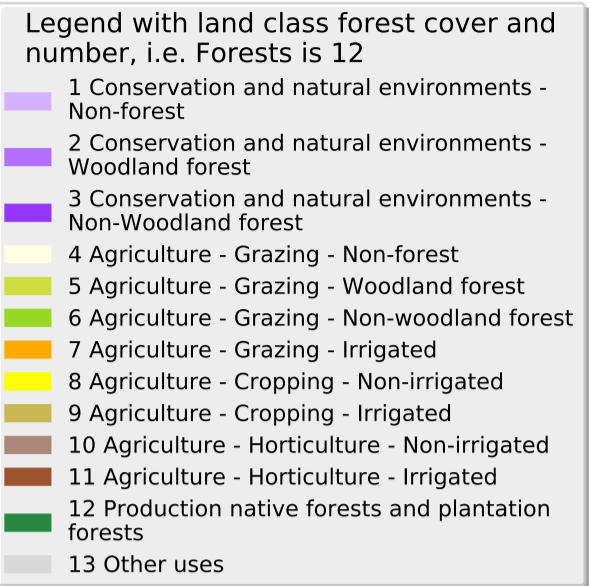 Legend with land class forest cover and
number, i.e. Forests is 12
1 Conservation and natural environments -
Non-forest
2 Conservation and natural environments -
Woodland forest
3 Conservation and natural environments -
Non-Woodland forest
4 Agriculture - Grazing - Non-forest
5 Agriculture - Grazing - Woodland forest
6 Agriculture - Grazing - Non-woodland forest
7 Agriculture - Grazing - Irrigated
8 Agriculture - Cropping - Non-irrigated
9 Agriculture - Cropping - Irrigated
10 Agriculture - Horticulture - Non-irrigated
11 Agriculture - Horticulture - Irrigated
12 Production native forests and plantation
forests
13 Other uses